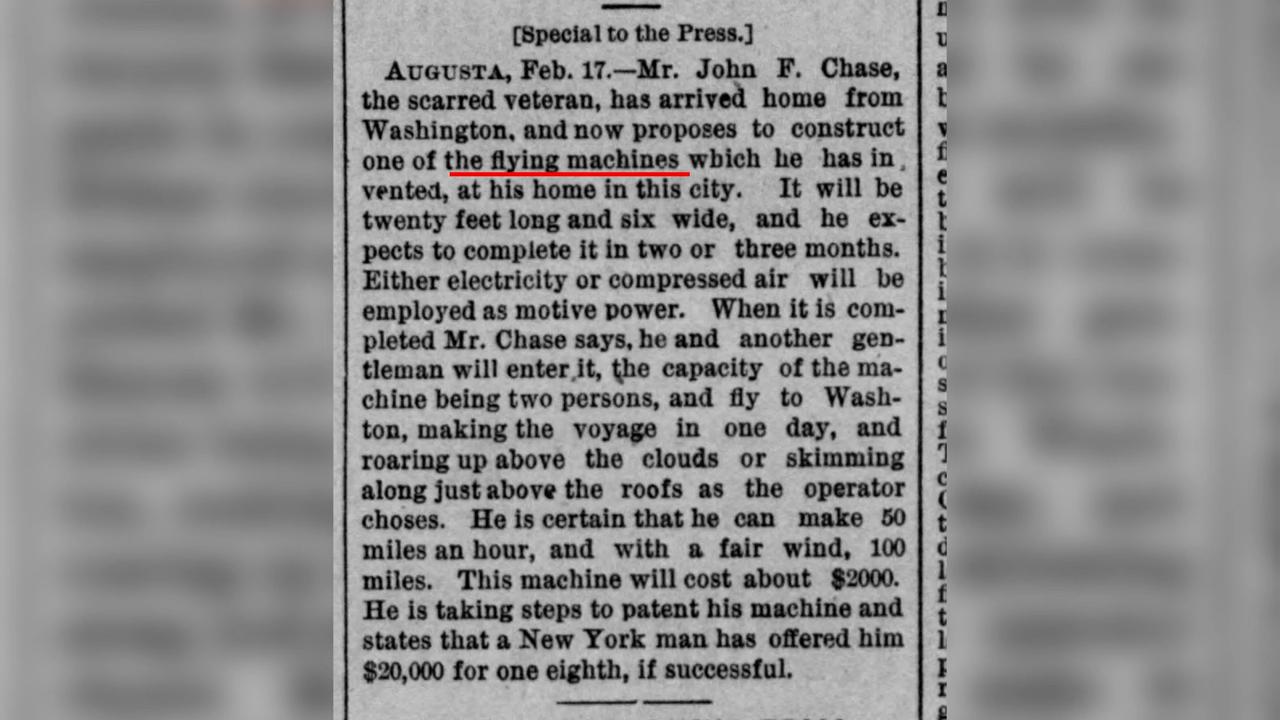 [Special to the Press.]
AUGUSTA, Feb. 17.—Mr. John F. Chase,
the scarred veteran, has arrived home from
Washington, and now proposes to construct
one of the flying machines which he has in
vented, at his home in this city. It will be
twenty feet long and six wide, and he ex-
pects to complete it in two or three months.
Either electricity or compressed air will be
employed as motive power. When it is com-
pleted Mr. Chase says, he and another gen-
tleman will enter it, the capacity of the ma-
chine being two persons, and fly to Wash-
ton, making the voyage in one day, and
roaring up above the clouds or skimming
along just above the roofs as the operator
choses. He is certain that he can make 50
miles an hour, and with a fair wind, 100
miles. This machine will cost about $2000.
He is taking steps to patent his machine and
states that a New York man has offered him
$20,000 for one eighth, if successful.